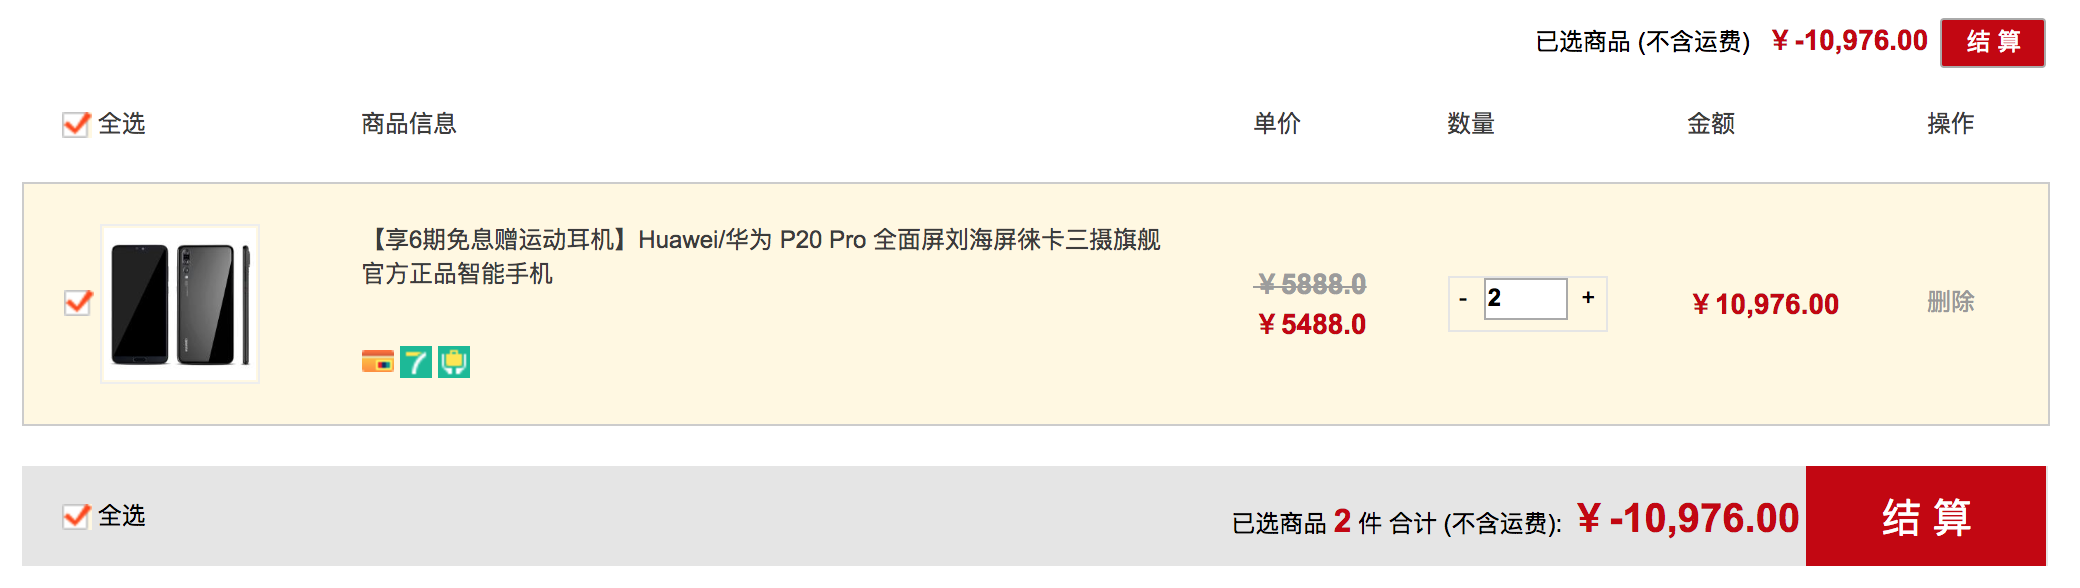 已选商品 (不含运费) ￥-10,976.00 结 算
全选 商品信息 单价 数量 金额 操作
【享6期免息赠运动耳机】Huawei/华为 P20 Pro 全面屏刘海屏徕卡三摄旗舰
官方正品智能手机
￥5888.0
￥5488.0
- 2 +
￥10,976.00
删除
7
全选 已选商品 2 件 合计 (不含运费): ￥-10,976.00 结 算